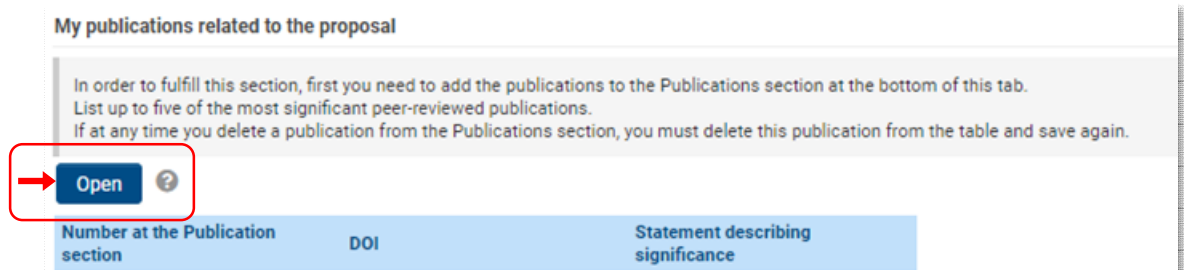 My publications related to the proposal
In order to fulfill this section, first you need to add the publications to the Publications section at the bottom of this tab.
List up to five of the most significant peer-reviewed publications.
If at any time you delete a publication from the Publications section, you must delete this publication from the table and save again.
Open ?
Number at the Publication section
DOI
Statement describing significance